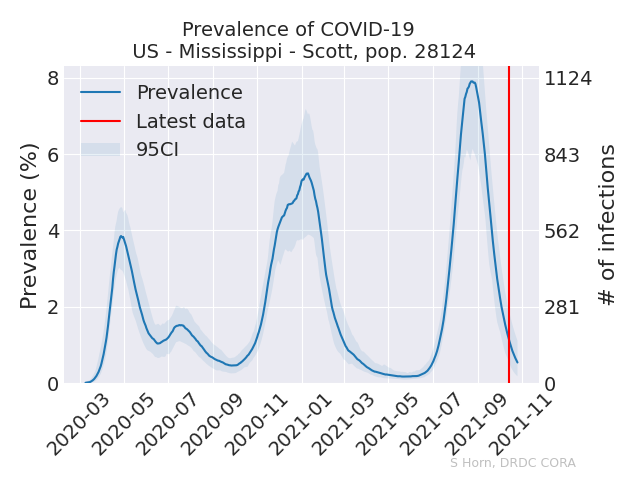 Prevalence of COVID-19
US - Mississippi - Scott, pop. 28124
Prevalence
Latest data
95CI
Prevalence (%)
8
6
4
2
0
# of infections
1124
843
562
281
0
2020-03
2020-05
2020-07
2020-09
2020-11
2021-01
2021-03
2021-05
2021-07
2021-09
2021-11
S Horn, DRDC CORA